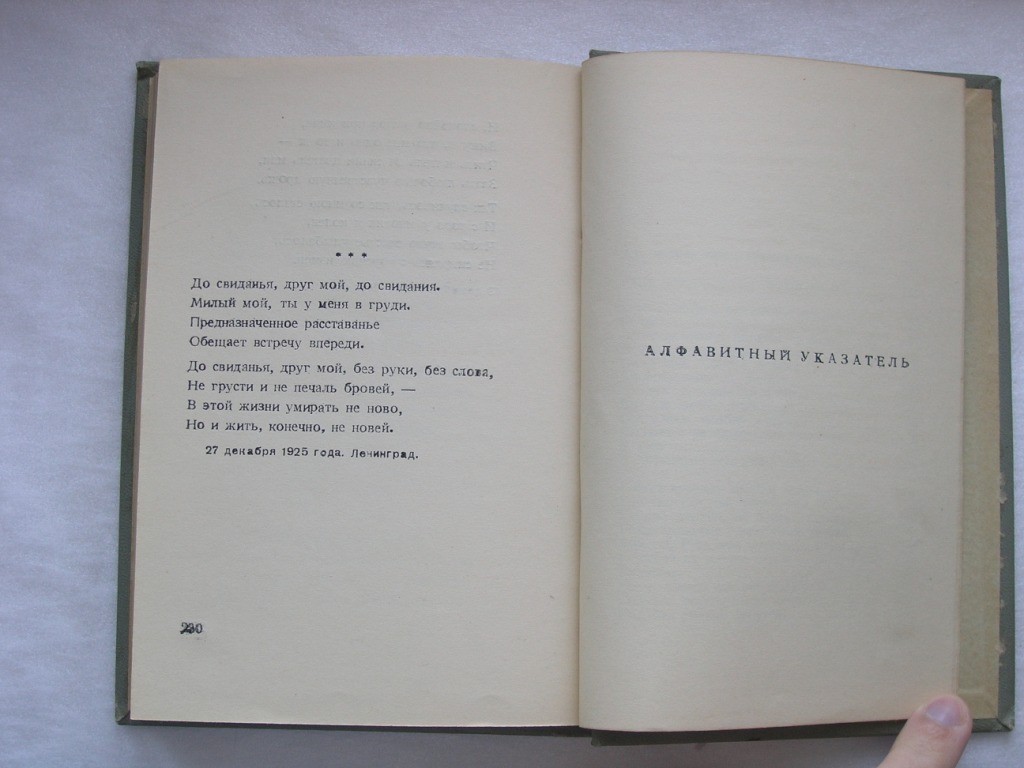 * * *
До свиданья, друг мой, до свидания.
Милый мой, ты у меня в груди.
Предназначенное расставанье
Обещает встречу впереди.
До свиданья, друг мой, без руки, без слова,
Не грусти и не печаль бровей, —
В этой жизни умирать не ново,
Но и жить, конечно, не новей.
27 декабря 1925 года. Ленинград.
230
АЛФАВИТНЫЙ УКАЗАТЕЛЬ